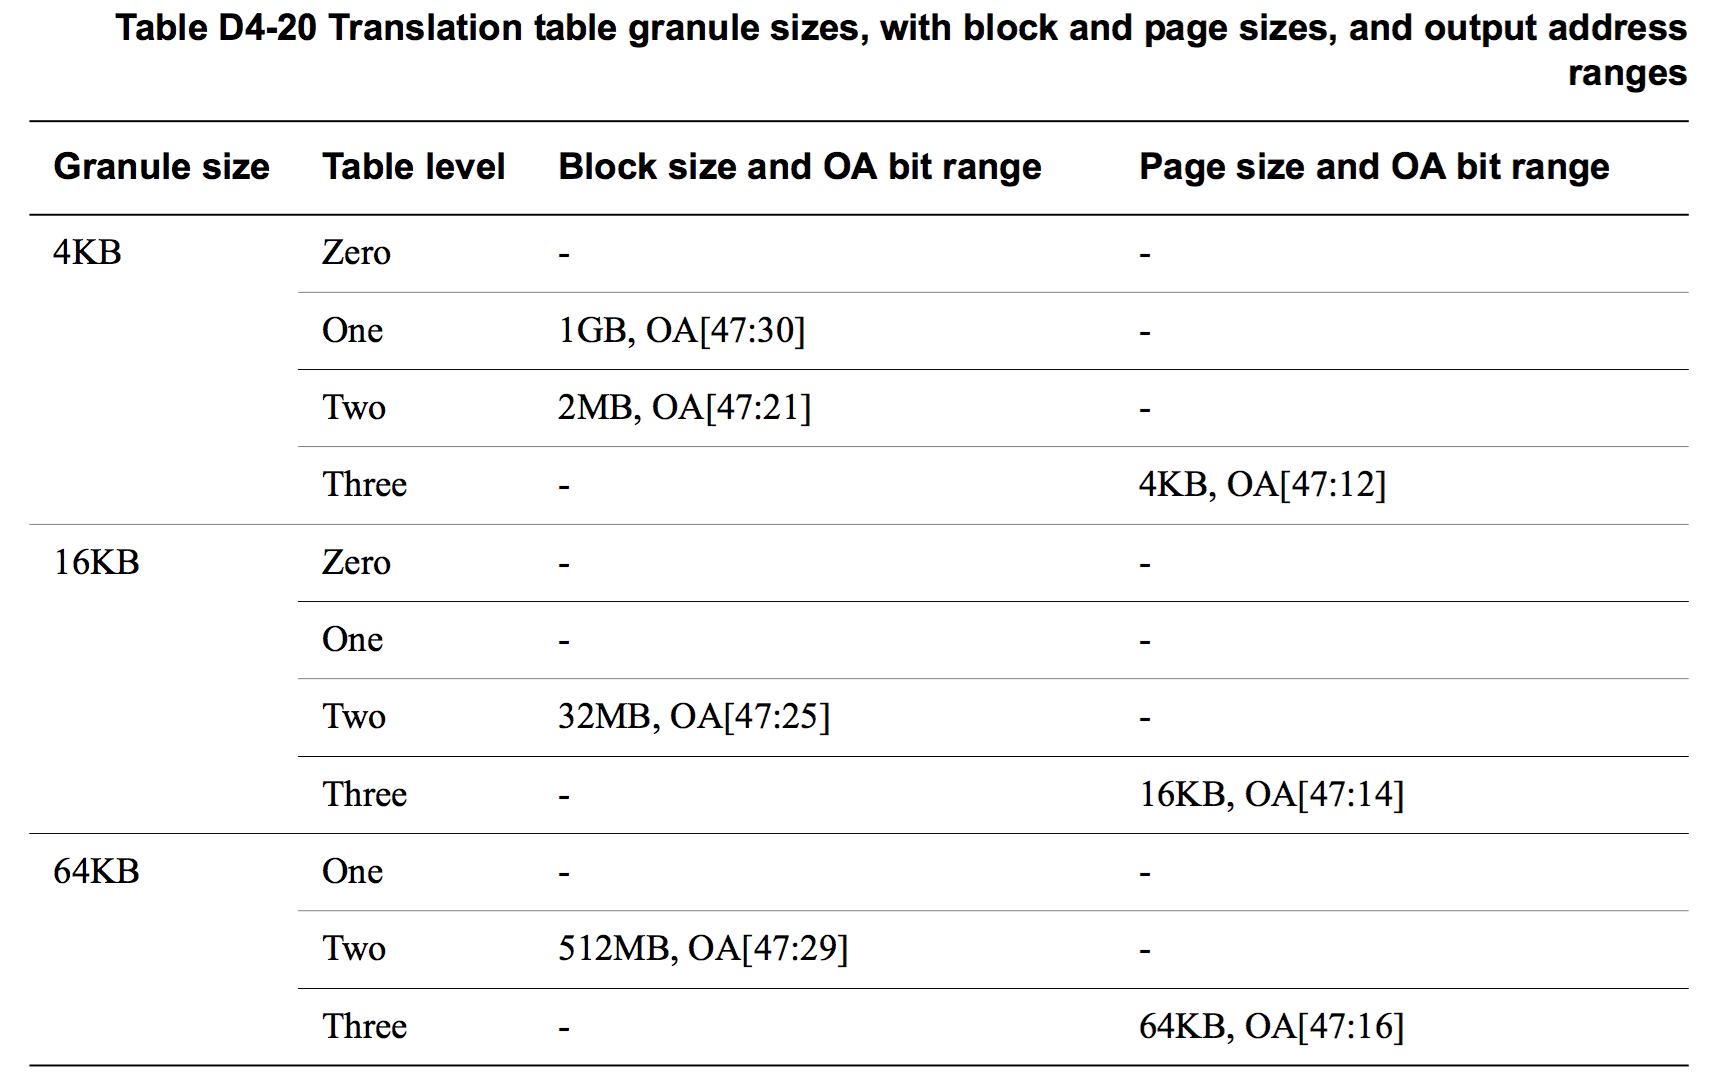 Table D4-20 Translation table granule sizes, with block and page sizes, and output address
ranges
Granule size Table level Block size and OA bit range Page size and OA bit range
4KB Zero - -
One 1GB, OA[47:30] -
Two 2MB, OA[47:21] -
Three - 4KB, OA[47:12]
16KB Zero - -
One - -
Two 32MB, OA[47:25] -
Three - 16KB, OA[47:14]
64KB One - -
Two 512MB, OA[47:29] -
Three - 64KB, OA[47:16]